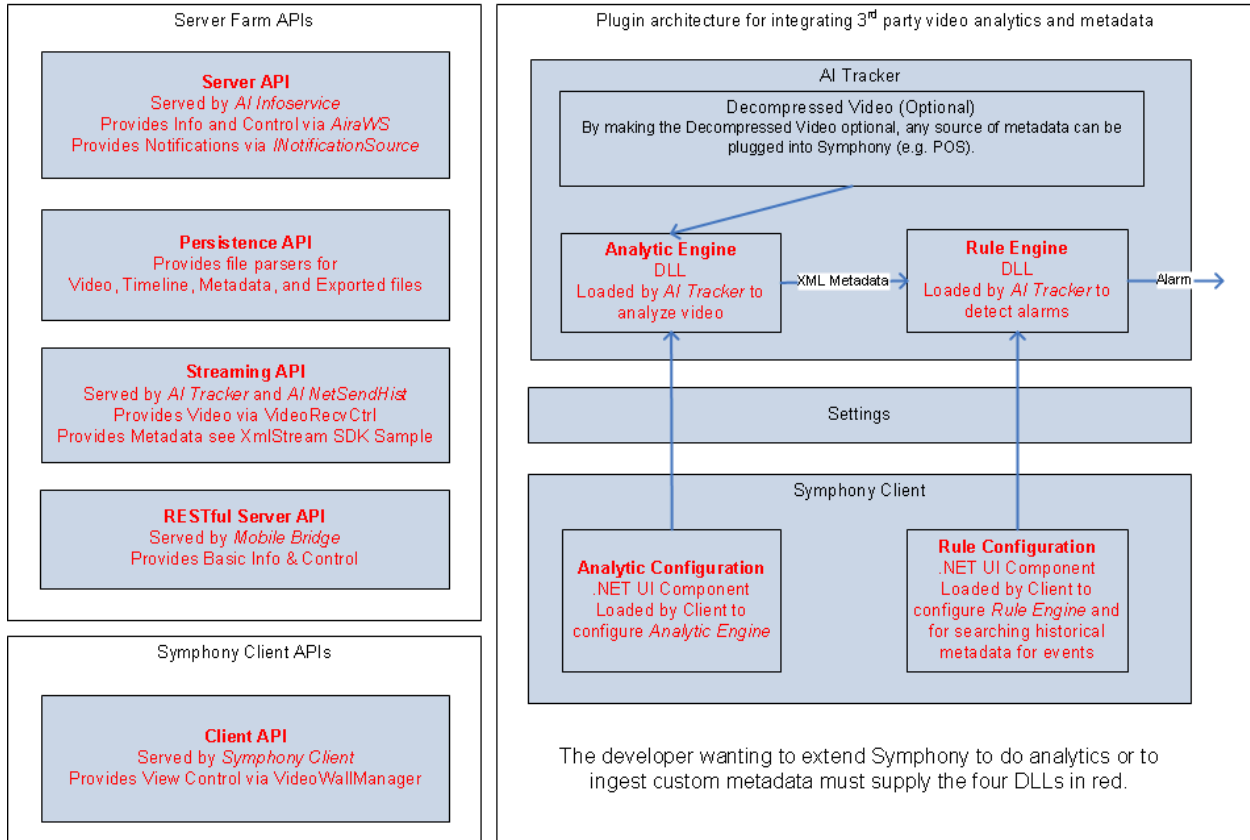 Server Farm APIs
Server API
Served by AI Infoservice
Provides Info and Control via AiraWS
Provides Notifications via INotificationSource
Persistence API
Provides file parsers for
Video, Timeline, Metadata, and Exported files
Streaming API
Served by AI Tracker and AI NetSendHist
Provides Video via VideoRecvCtrl
Provides Metadata see XmlStream SDK Sample
RESTful Server API
Served by Mobile Bridge
Provides Basic Info & Control
Symphony Client APIs
Client API
Served by Symphony Client
Provides View Control via VideoWallManager
Plugin architecture for integrating 3rd party video analytics and metadata
AI Tracker
Decompressed Video (Optional)
By making the Decompressed Video optional, any source of metadata can be
plugged into Symphony (e.g. POS).
Analytic Engine
DLL
Loaded by AI Tracker to
analyze video
XML Metadata
Rule Engine
DLL
Loaded by AI Tracker to
detect alarms
Alarm
Settings
Symphony Client
Analytic Configuration
.NET UI Component
Loaded by Client to
configure Analytic Engine
Rule Configuration
.NET UI Component
Loaded by Client to
configure Rule Engine and
for searching historical
metadata for events
The developer wanting to extend Symphony to do analytics or to
ingest custom metadata must supply the four DLLs in red.